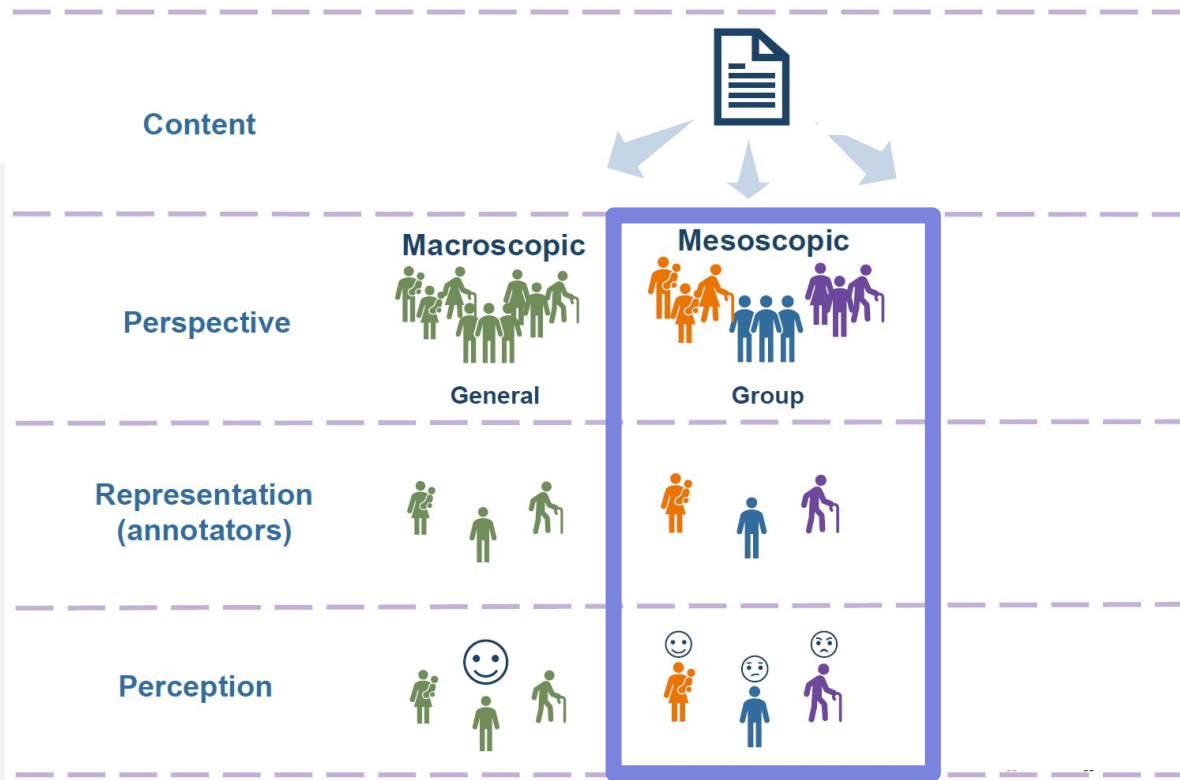 Content
Macroscopic
Mesoscopic
Perspective
General
Group
Representation
(annotators)
Perception